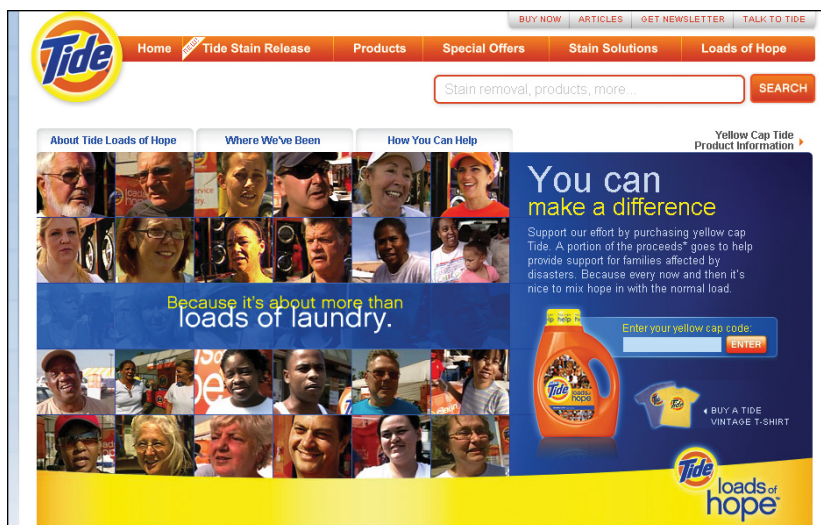 BUY NOW ARTICLES GET NEWSLETTER TALK TO TIDE
Tide
Home NEW Tide Stain Release Products Special Offers Stain Solutions Loads of Hope
Stain removal, products, more... SEARCH
About Tide Loads of Hope Where We've Been How You Can Help
Yellow Cap Tide
Product Information
You can
make a difference
Support our effort by purchasing yellow cap
Tide. A portion of the proceeds* goes to help
provide support for families affected by
disasters. Because every now and then it's
nice to mix hope in with the normal load.
Because it's about more than
loads of laundry.
Enter your yellow cap code:
ENTER
Tide
loads of
hope
BUY A TIDE
VINTAGE T-SHIRT
Tide
loads of
hope